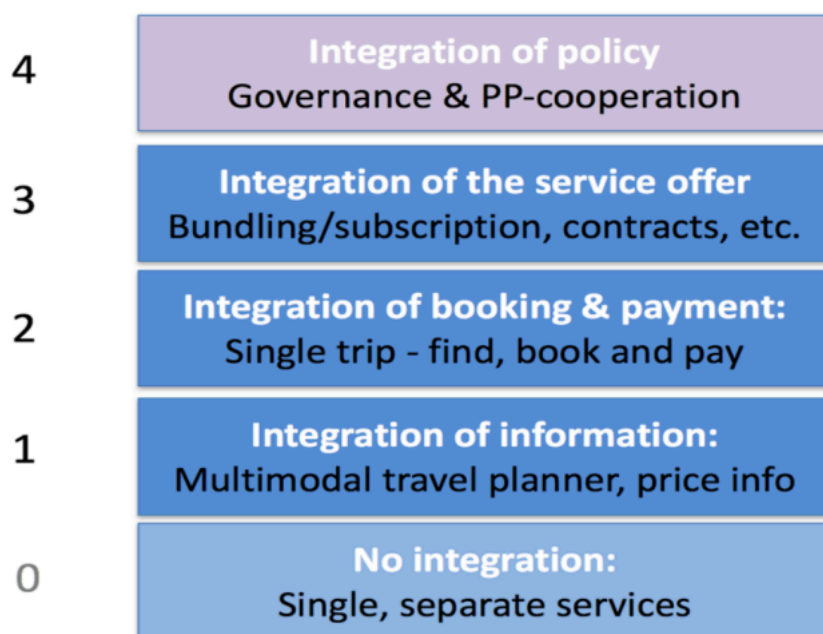 4
Integration of policy
Governance & PP-cooperation
3
Integration of the service offer
Bundling/subscription, contracts, etc.
2
Integration of booking & payment:
Single trip - find, book and pay
1
Integration of information:
Multimodal travel planner, price info
0
No integration:
Single, separate services